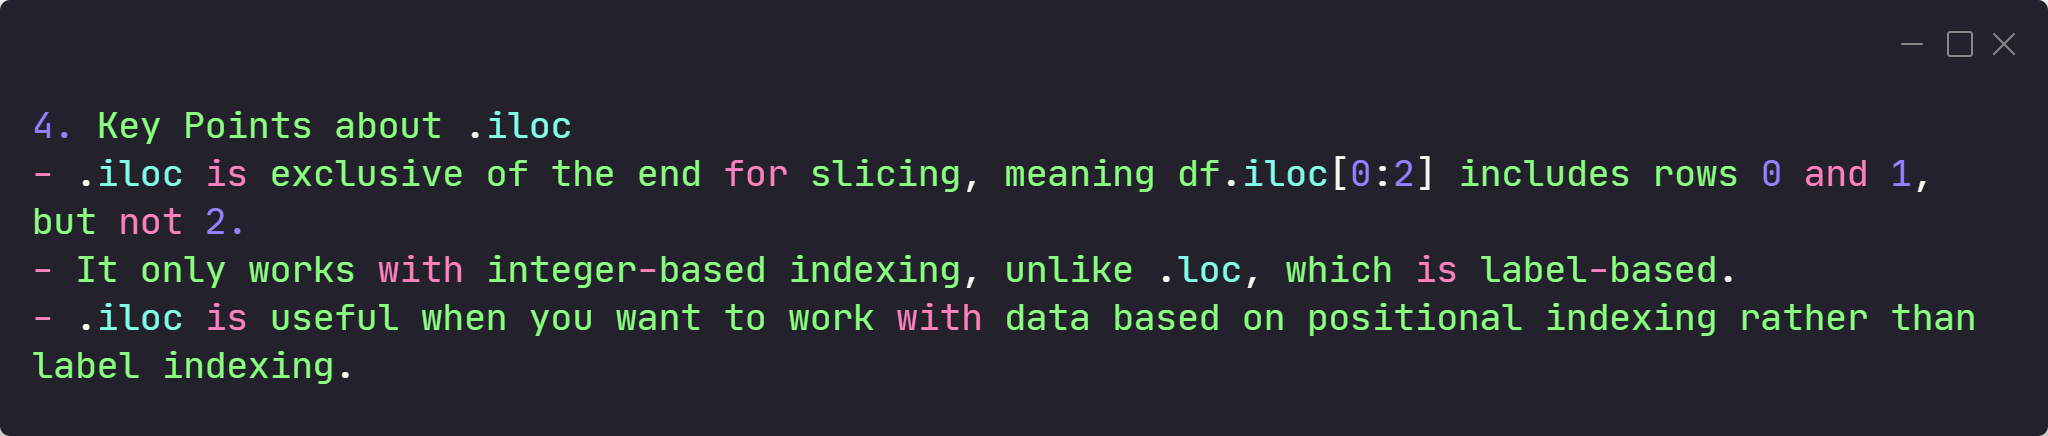 4. Key Points about .iloc
- .iloc is exclusive of the end for slicing, meaning df.iloc[0:2] includes rows 0 and 1,
but not 2.
- It only works with integer-based indexing, unlike .loc, which is label-based.
- .iloc is useful when you want to work with data based on positional indexing rather than
label indexing.